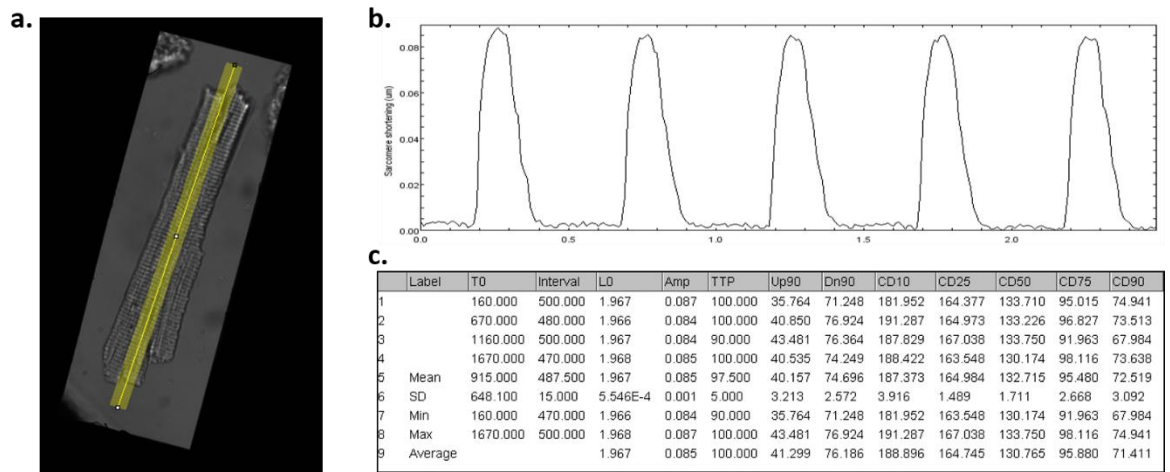 a.
b.
Sarcomere shortening (um)
0.08
0.06
0.04
0.02
0.00
0.0 0.5 1.0 1.5 2.0
c.
Label T0 Interval L0 Amp TTP Up90 Dn90 CD10 CD25 CD50 CD75 CD90
1 160.000 500.000 1.967 0.087 100.000 35.764 71.248 181.952 164.377 133.710 95.015 74.941
2 670.000 480.000 1.966 0.084 100.000 40.850 76.924 191.287 164.973 133.226 96.827 73.513
3 1160.000 500.000 1.967 0.084 90.000 43.481 76.364 187.829 167.038 133.750 91.963 67.984
4 1670.000 470.000 1.968 0.085 100.000 40.535 74.249 188.422 163.548 130.174 98.116 73.638
5 Mean 915.000 487.500 1.967 0.085 97.500 40.157 74.696 187.373 164.984 132.715 95.480 72.519
6 SD 648.100 15.000 5.546E-4 0.001 5.000 3.213 2.572 3.916 1.489 1.711 2.668 3.092
7 Min 160.000 470.000 1.966 0.084 90.000 35.764 71.248 181.952 163.548 130.174 91.963 67.984
8 Max 1670.000 500.000 1.968 0.087 100.000 43.481 76.924 191.287 167.038 133.750 98.116 74.941
9 Average 1.967 0.085 100.000 41.299 76.186 188.896 164.745 130.765 95.880 71.411